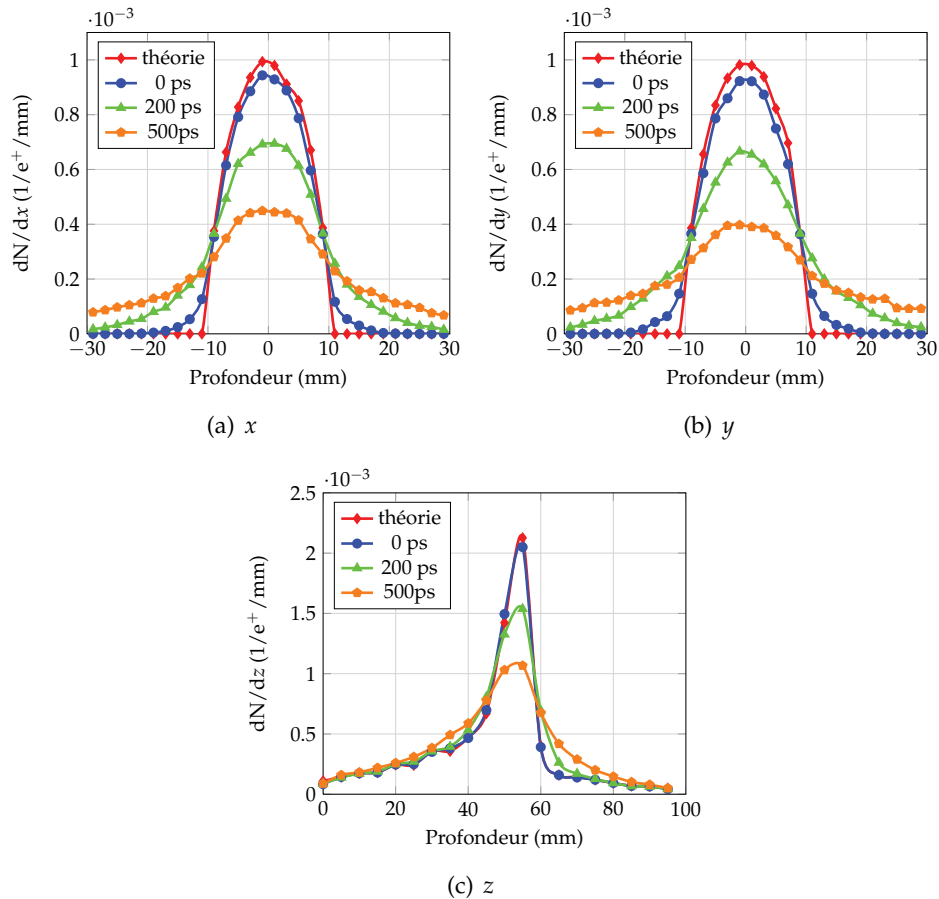 ·10⁻³
dN/dx (1/e⁺/mm)
1
0.8
0.6
0.4
0.2
0
théorie
0 ps
200 ps
500ps
−30 −20 −10 0 10 20 30
Profondeur (mm)
(a) x
·10⁻³
dN/dy (1/e⁺/mm)
1
0.8
0.6
0.4
0.2
0
théorie
0 ps
200 ps
500ps
−30 −20 −10 0 10 20 30
Profondeur (mm)
(b) y
·10⁻³
dN/dz (1/e⁺/mm)
2.5
2
1.5
1
0.5
0
théorie
0 ps
200 ps
500ps
0 20 40 60 80 100
Profondeur (mm)
(c) z